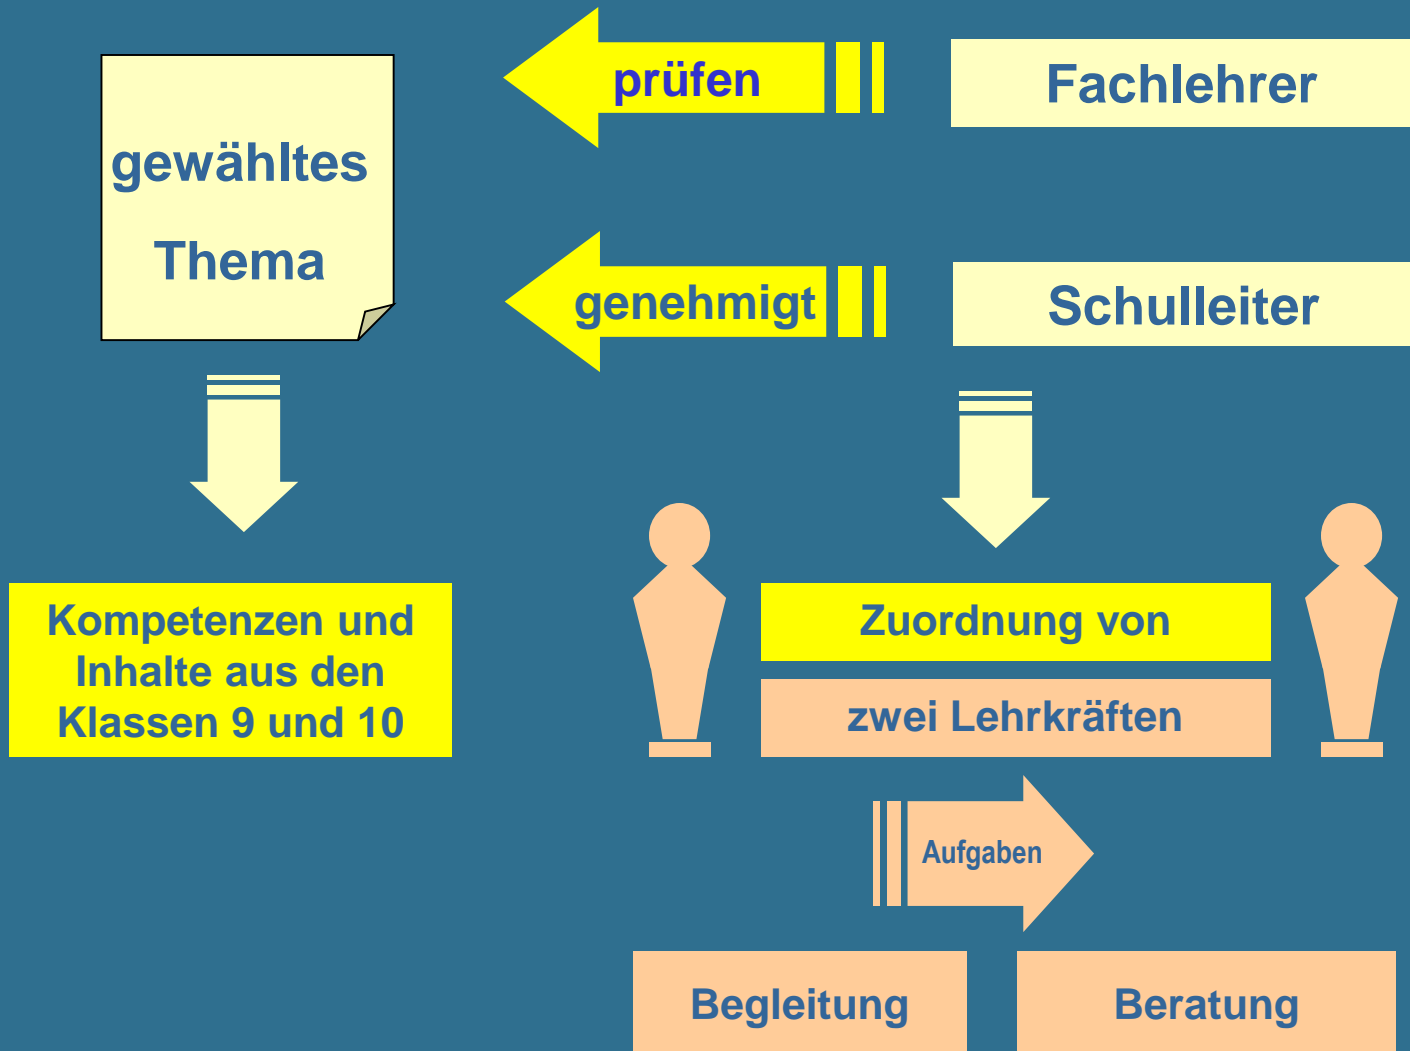 gewähltes
Thema
prüfen
Fachlehrer
genehmigt
Schulleiter
Kompetenzen und
Inhalte aus den
Klassen 9 und 10
Zuordnung von
zwei Lehrkräften
Aufgaben
Begleitung
Beratung